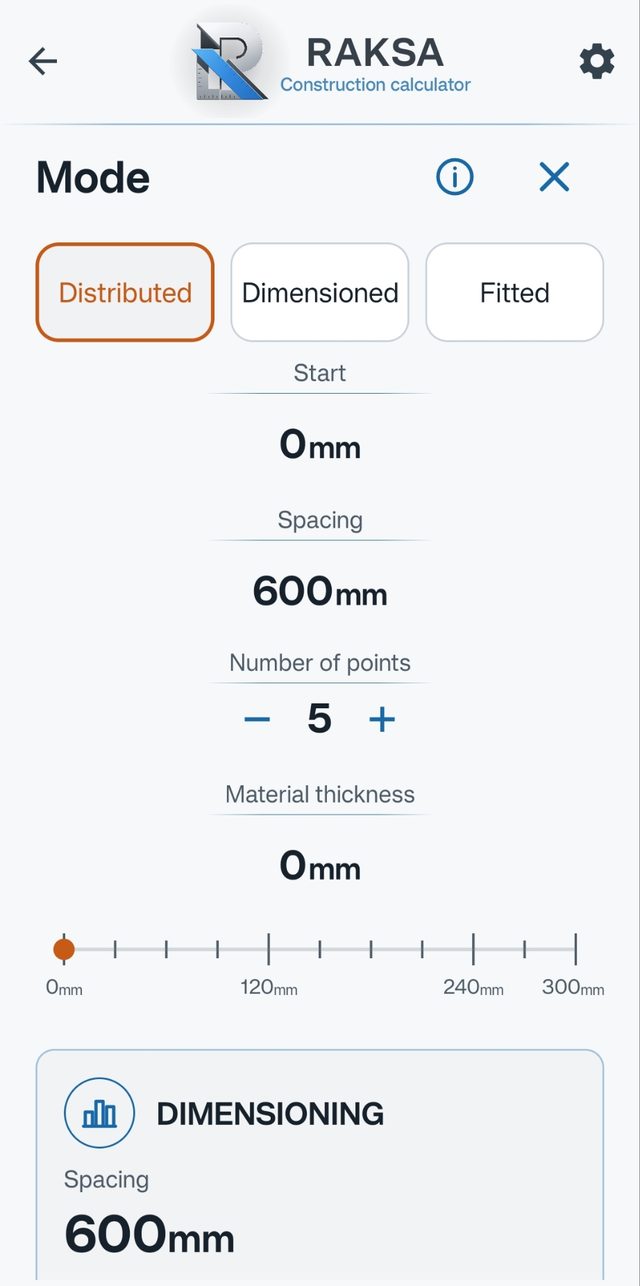 RAKSA
Construction calculator
Mode
Distributed
Dimensioned
Fitted
Start
0mm
Spacing
600mm
Number of points
− 5 +
Material thickness
0mm
0mm 120mm 240mm 300mm
DIMENSIONING
Spacing
600mm